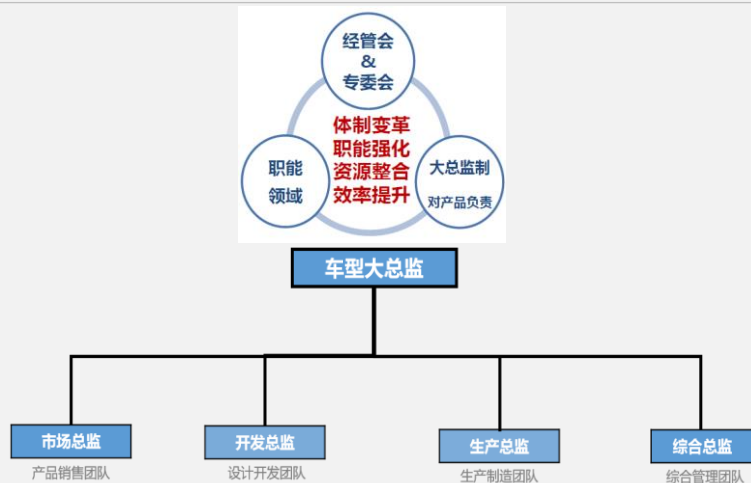 经管会
&
专委会
体制变革
职能强化
资源整合
效率提升
职能
领域
大总监制
对产品负责
车型大总监
市场总监
开发总监
生产总监
综合总监
产品销售团队
设计开发团队
生产制造团队
综合管理团队